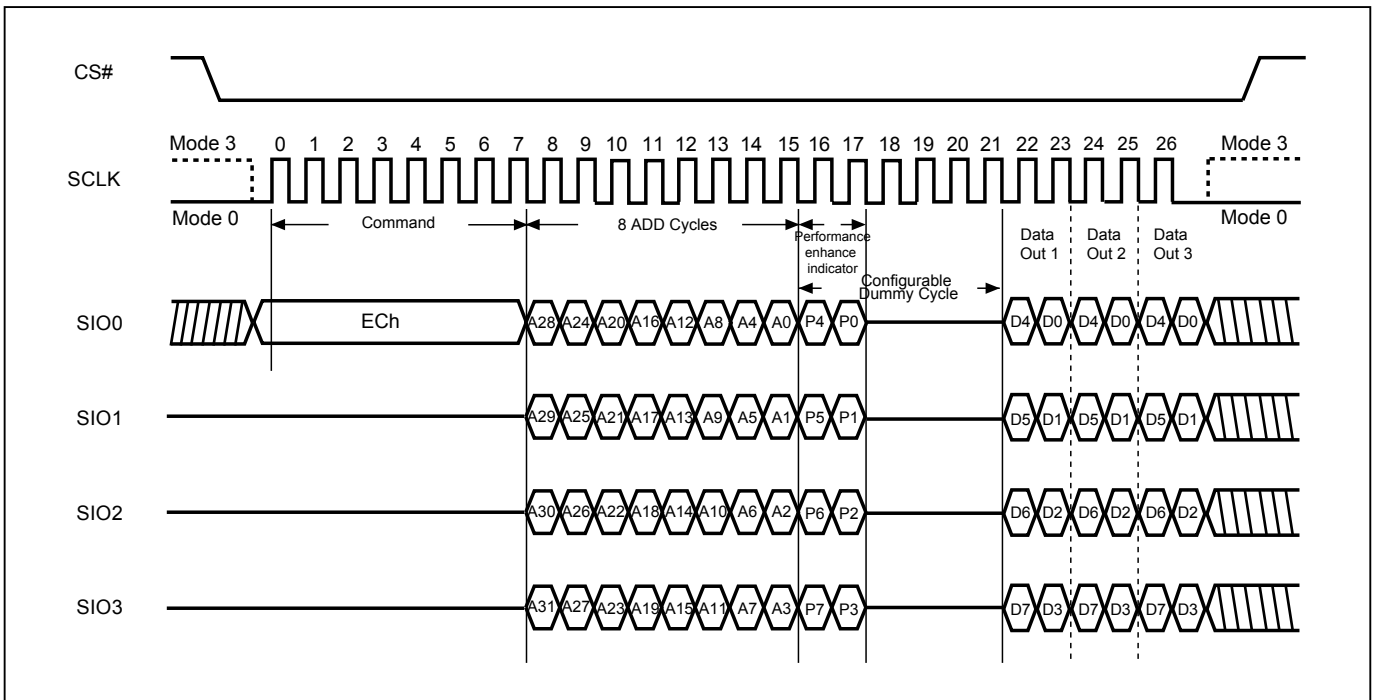 CS#
Mode 3 0 1 2 3 4 5 6 7 8 9 10 11 12 13 14 15 16 17 18 19 20 21 22 23 24 25 26 Mode 3
SCLK
Mode 0 Mode 0
Command 8 ADD Cycles
Performance
enhance
indicator
Data Out 1
Data Out 2
Data Out 3
Configurable
Dummy Cycle
SIO0 ECh A28 A24 A20 A16 A12 A8 A4 A0 P4 P0 D4 D0 D4 D0 D4 D0
SIO1 A29 A25 A21 A17 A13 A9 A5 A1 P5 P1 D5 D1 D5 D1 D5 D1
SIO2 A30 A26 A22 A18 A14 A10 A6 A2 P6 P2 D6 D2 D6 D2 D6 D2
SIO3 A31 A27 A23 A19 A15 A11 A7 A3 P7 P3 D7 D3 D7 D3 D7 D3